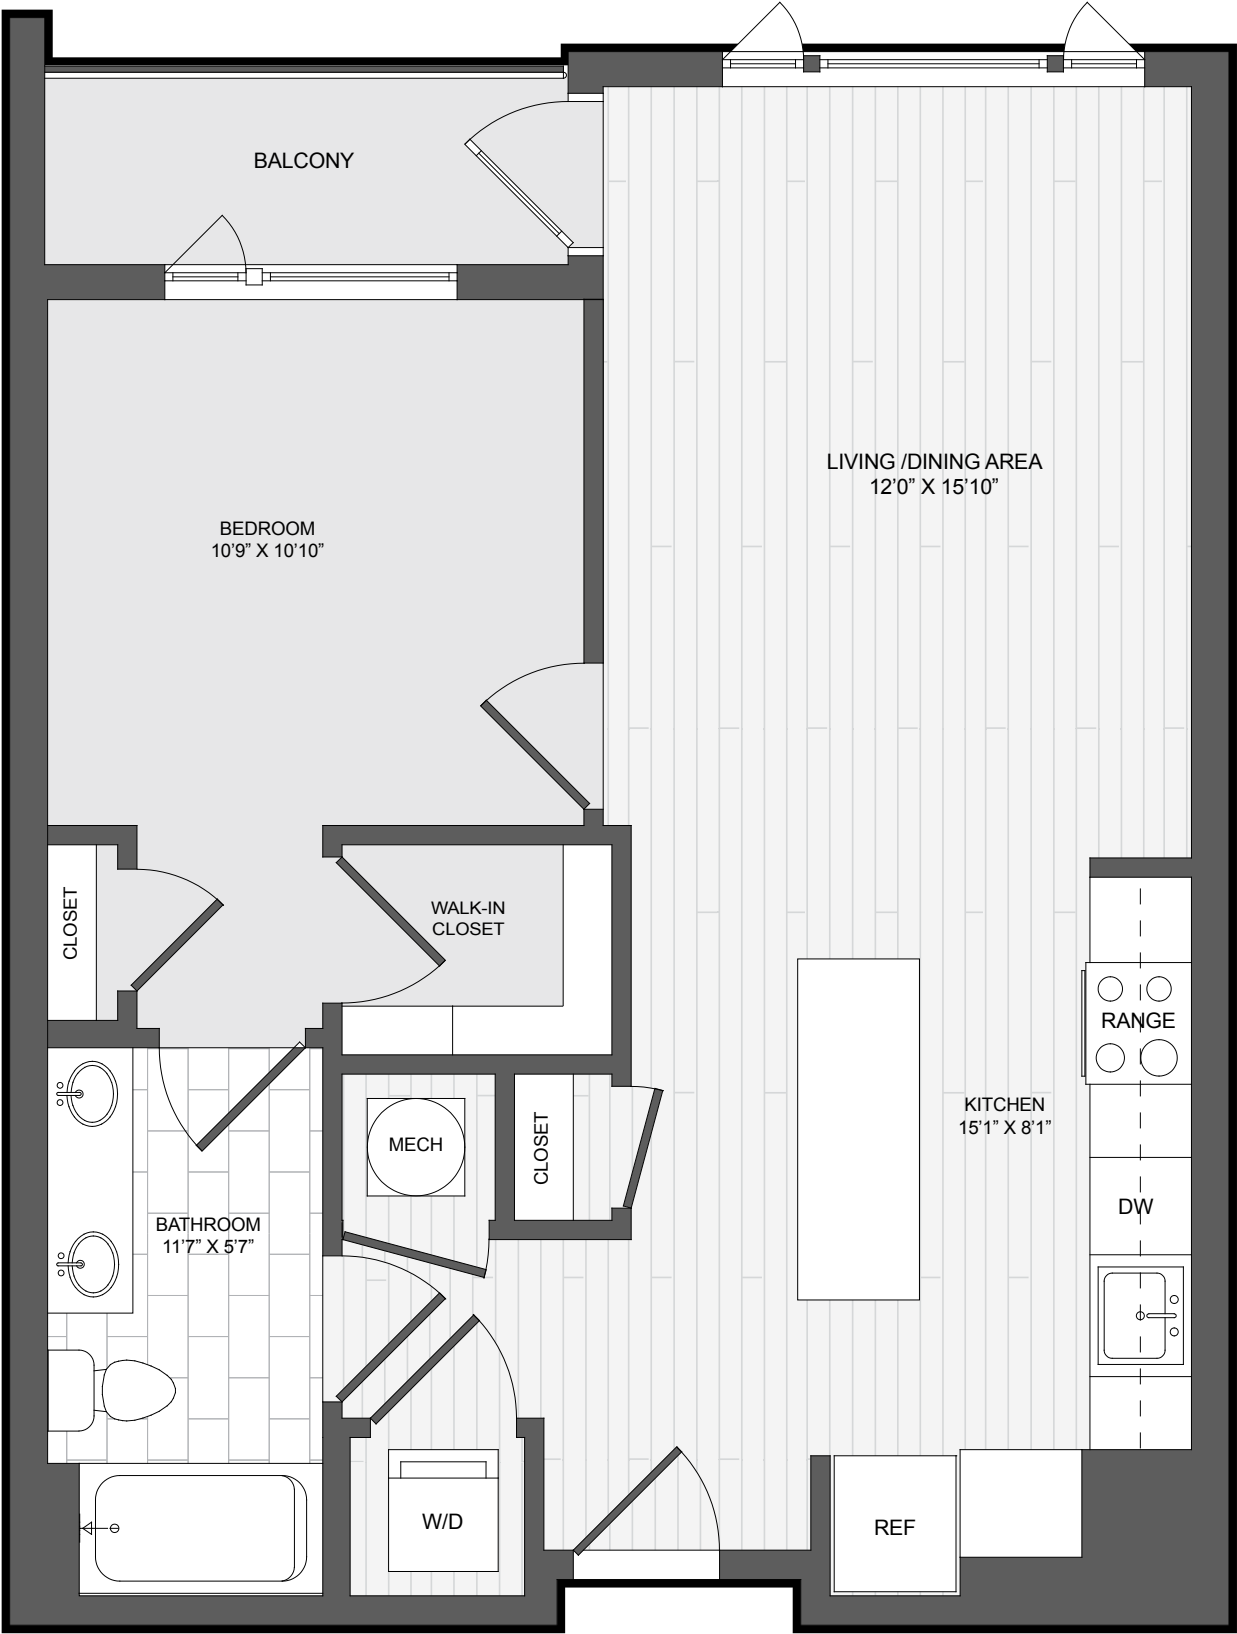 BALCONY
LIVING /DINING AREA
12’0” X 15’10”
BEDROOM
10’9” X 10’10”
CLOSET
WALK-IN
CLOSET
RANGE
KITCHEN
15’1” X 8’1”
MECH
CLOSET
DW
BATHROOM
11’7” X 5’7”
W/D
REF